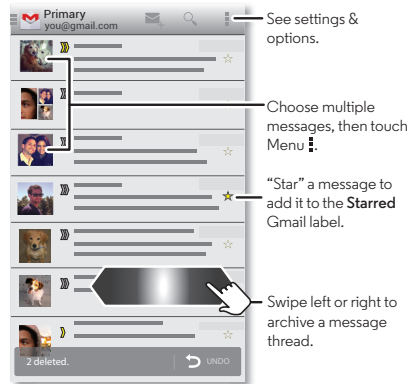 Primary
you@gmail.com
See settings &
options.
Choose multiple
messages, then touch
Menu .
“Star” a message to
add it to the Starred
Gmail label.
Swipe left or right to
archive a message
thread.
2 deleted.
UNDO